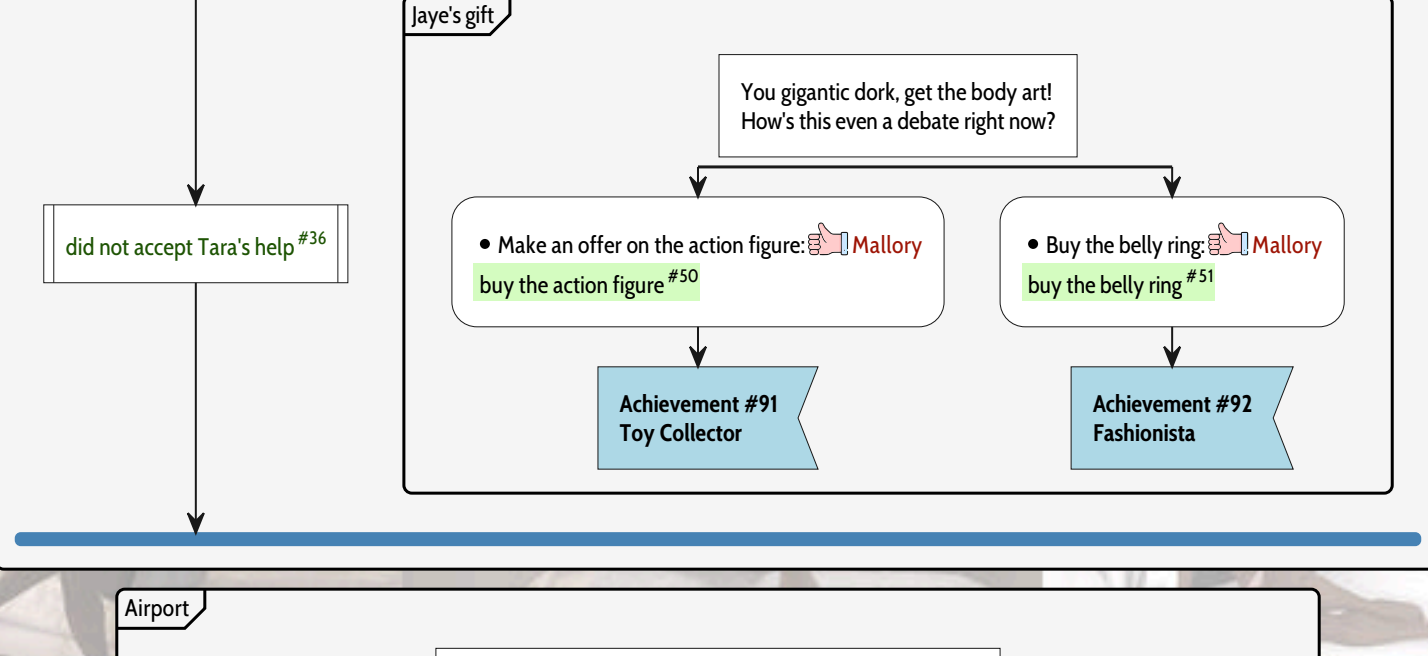 Jaye's gift
You gigantic dork, get the body art!
How's this even a debate right now?
did not accept Tara's help #36
• Make an offer on the action figure: Mallory
buy the action figure #50
• Buy the belly ring: Mallory
buy the belly ring #51
Achievement #91
Toy Collector
Achievement #92
Fashionista
Airport